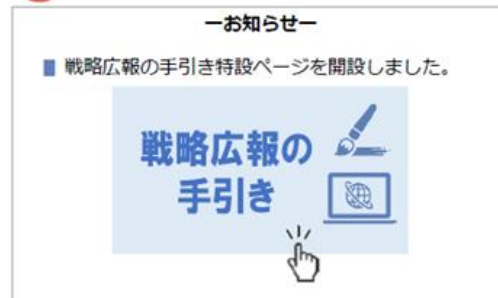 ーお知らせー
■ 戦略広報の手引き特設ページを開設しました。
戦略広報の
手引き